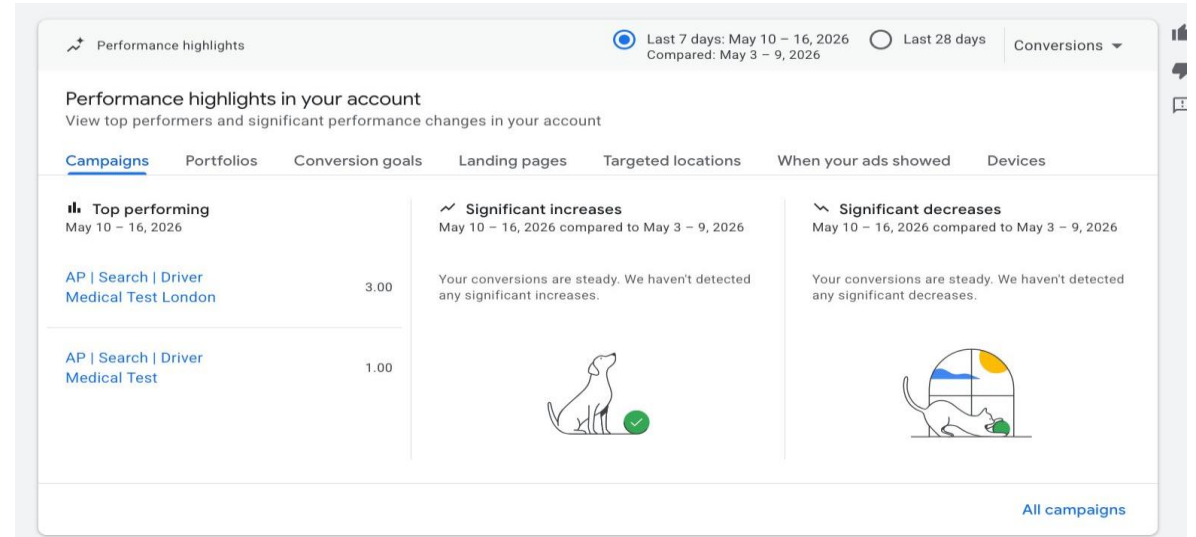 Performance highlights
Last 7 days: May 10 – 16, 2026
Compared: May 3 – 9, 2026
Last 28 days
Conversions
Performance highlights in your account
View top performers and significant performance changes in your account
Campaigns
Portfolios
Conversion goals
Landing pages
Targeted locations
When your ads showed
Devices
Top performing
May 10 – 16, 2026
AP | Search | Driver
Medical Test London
3.00
AP | Search | Driver
Medical Test
1.00
Significant increases
May 10 – 16, 2026 compared to May 3 – 9, 2026
Your conversions are steady. We haven't detected
any significant increases.
Significant decreases
May 10 – 16, 2026 compared to May 3 – 9, 2026
Your conversions are steady. We haven't detected
any significant decreases.
All campaigns